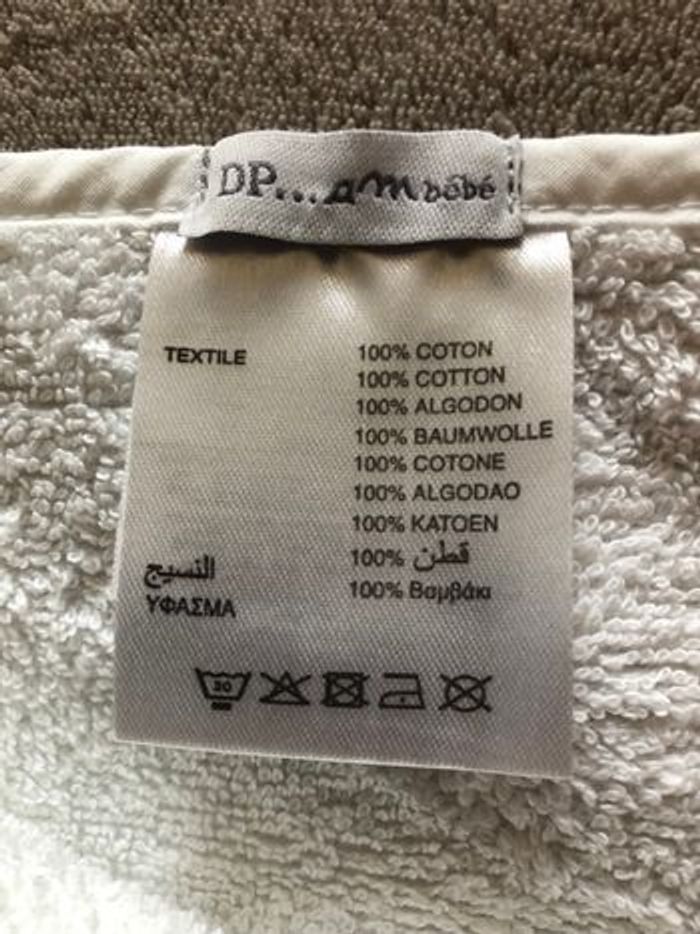 DP...am bébé
TEXTILE 100% COTON
100% COTTON
100% ALGODON
100% BAUMWOLLE
100% COTONE
100% ALGODAO
100% KATOEN
النسيج 100% قطن
ΥΦΑΣΜΑ 100% Βαμβάκι
30